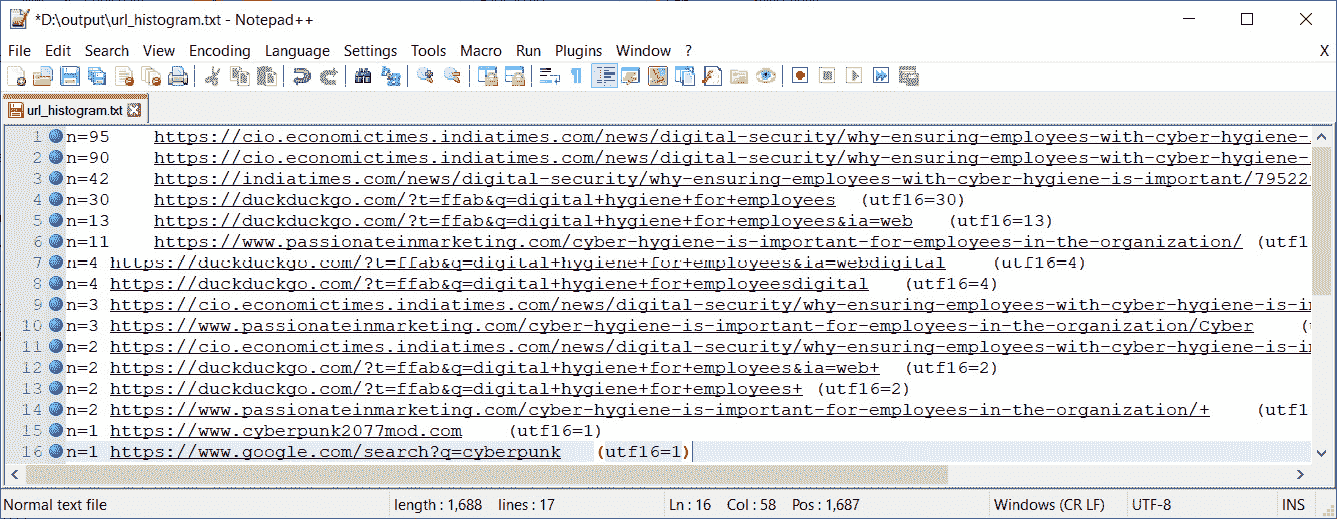 *D:\output\url_histogram.txt - Notepad++
File Edit Search View Encoding Language Settings Tools Macro Run Plugins Window ? X
url_histogram.txt
1 n=95 https://cio.economictimes.indiatimes.com/news/digital-security/why-ensuring-employees-with-cyber-hygiene-
2 n=90 https://cio.economictimes.indiatimes.com/news/digital-security/why-ensuring-employees-with-cyber-hygiene-
3 n=42 https://indiatimes.com/news/digital-security/why-ensuring-employees-with-cyber-hygiene-is-important/79522
4 n=30 https://duckduckgo.com/?t=ffab&q=digital+hygiene+for+employees (utf16=30)
5 n=13 https://duckduckgo.com/?t=ffab&q=digital+hygiene+for+employees&ia=web (utf16=13)
6 n=11 https://www.passionateinmarketing.com/cyber-hygiene-is-important-for-employees-in-the-organization/ (utf1
7 n=4 https://duckduckgo.com/?t=ffab&q=digital+hygiene+for+employees&ia=webdigital (utf16=4)
8 n=4 https://duckduckgo.com/?t=ffab&q=digital+hygiene+for+employeesdigital (utf16=4)
9 n=3 https://cio.economictimes.indiatimes.com/news/digital-security/why-ensuring-employees-with-cyber-hygiene-is-i
10 n=3 https://www.passionateinmarketing.com/cyber-hygiene-is-important-for-employees-in-the-organization/Cyber (
11 n=2 https://cio.economictimes.indiatimes.com/news/digital-security/why-ensuring-employees-with-cyber-hygiene-is-i
12 n=2 https://duckduckgo.com/?t=ffab&q=digital+hygiene+for+employees&ia=web+ (utf16=2)
13 n=2 https://duckduckgo.com/?t=ffab&q=digital+hygiene+for+employees+ (utf16=2)
14 n=2 https://www.passionateinmarketing.com/cyber-hygiene-is-important-for-employees-in-the-organization/+ (utf1
15 n=1 https://www.cyberpunk2077mod.com (utf16=1)
16 n=1 https://www.google.com/search?q=cyberpunk (utf16=1)
Normal text file length : 1,688 lines : 17 Ln : 16 Col : 58 Pos : 1,687 Windows (CR LF) UTF-8 INS